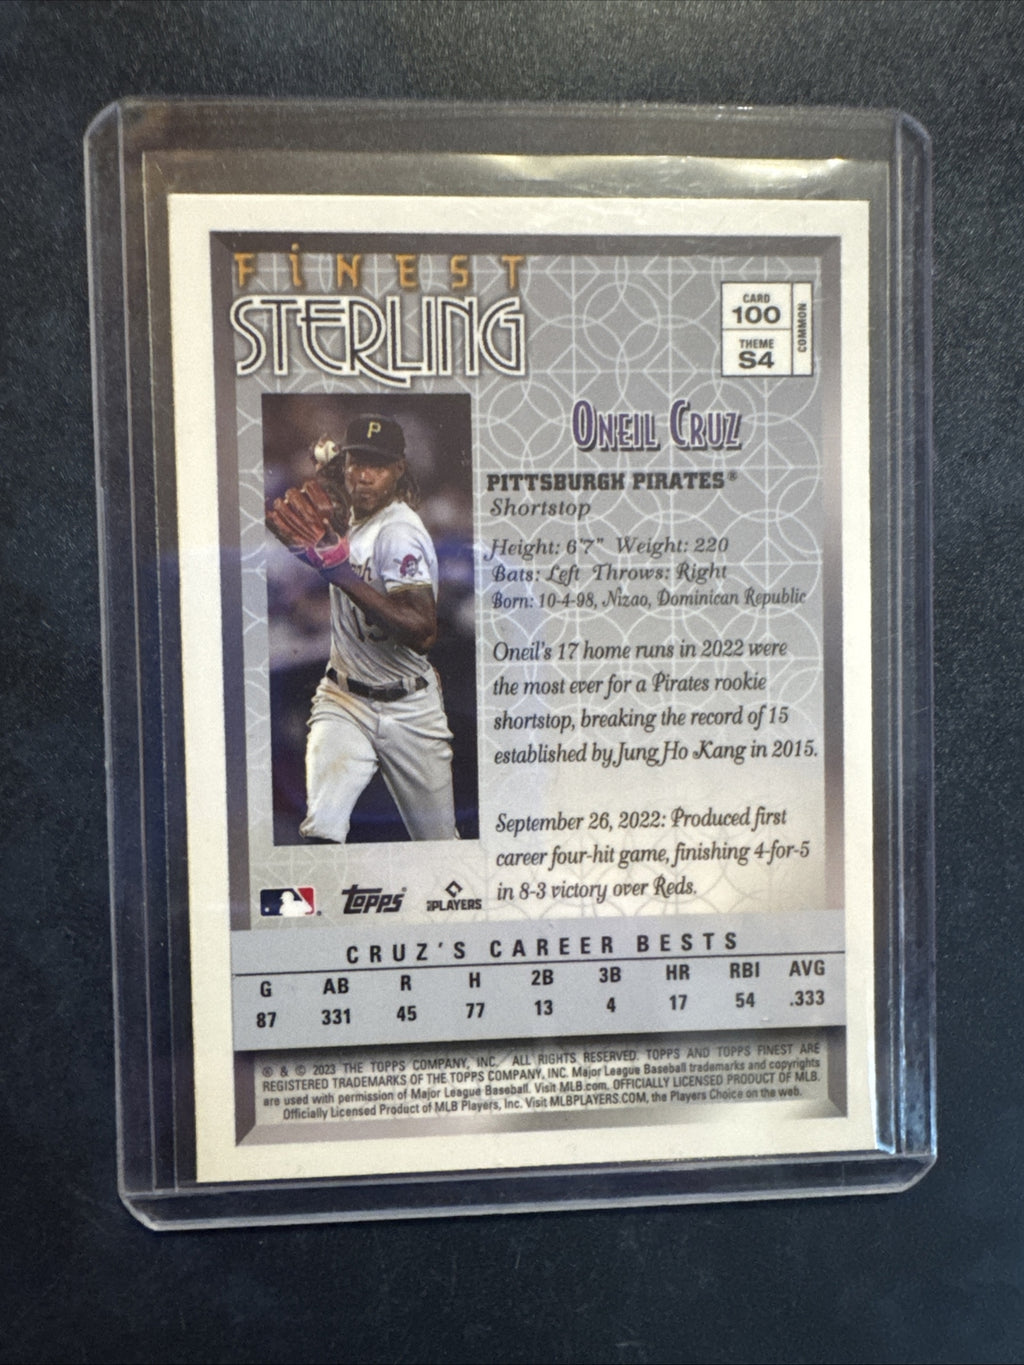 FiNEST
STERLING
CARD
100
THEME
S4
COMMON
P
ONEIL CRUZ
PITTSBURGH PIRATES®
Shortstop
Height: 6'7" Weight: 220
Bats: Left Throws: Right
Born: 10-4-98, Nizao, Dominican Republic
Oneil's 17 home runs in 2022 were
the most ever for a Pirates rookie
shortstop, breaking the record of 15
established by Jung Ho Kang in 2015.
September 26, 2022: Produced first
career four-hit game, finishing 4-for-5
in 8-3 victory over Reds.
Topps®
MLB PLAYERS
CRUZ'S CAREER BESTS
G AB R H 2B 3B HR RBI AVG
87 331 45 77 13 4 17 54 .333
® & © 2023 THE TOPPS COMPANY, INC. ALL RIGHTS RESERVED. TOPPS AND TOPPS FINEST ARE
REGISTERED TRADEMARKS OF THE TOPPS COMPANY, INC. Major League Baseball trademarks and copyrights
are used with permission of Major League Baseball. Visit MLB.com. OFFICIALLY LICENSED PRODUCT OF MLB.
Officially Licensed Product of MLB Players, Inc. Visit MLBPLAYERS.COM, the Players Choice on the web.